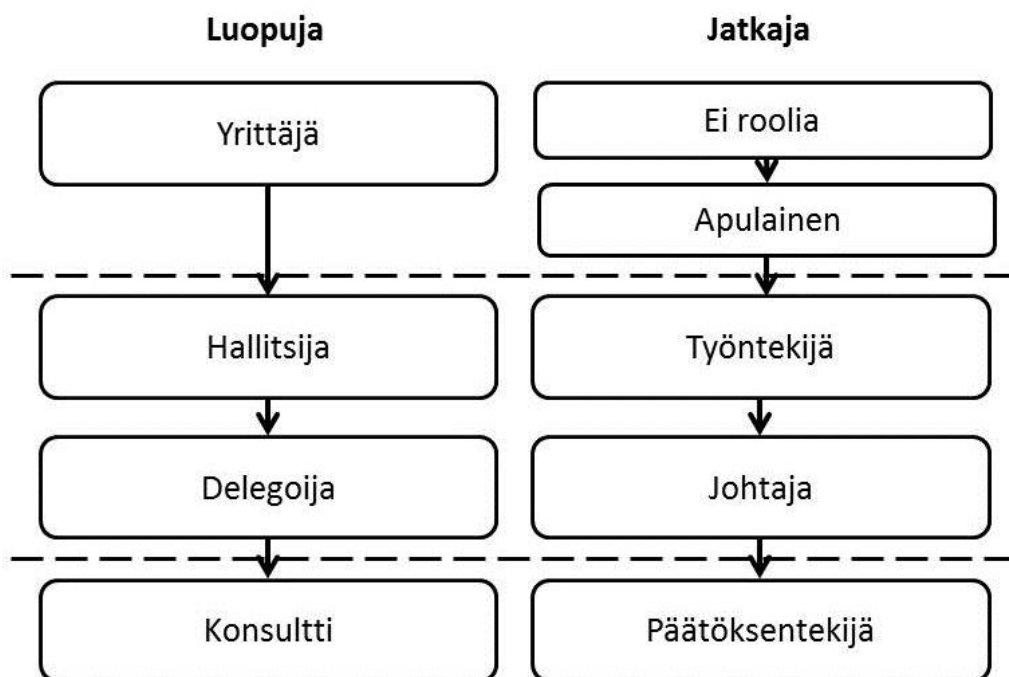 Luopuja
Jatkaja
Yrittäjä
Ei roolia
Apulainen
Hallitsija
Työntekijä
Delegoija
Johtaja
Konsultti
Päätöksentekijä